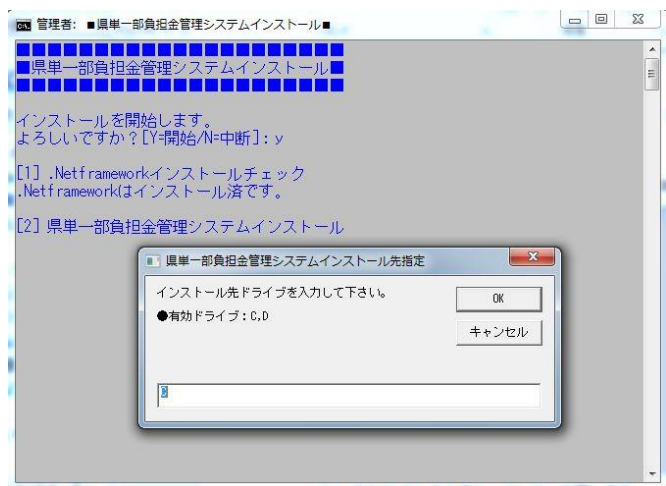 管理者: ■県単一部負担金管理システムインストール■
■■■■■■■■■■■■■■■■■■■■■
■県単一部負担金管理システムインストール■
■■■■■■■■■■■■■■■■■■■■■
インストールを開始します。
よろしいですか?[Y=開始/N=中断]:y
[1] .Netframeworkインストールチェック
.Netframeworkはインストール済です。
[2] 県単一部負担金管理システムインストール
県単一部負担金管理システムインストール先指定
インストール先ドライブを入力して下さい。
●有効ドライブ:C,D
OK
キャンセル
C